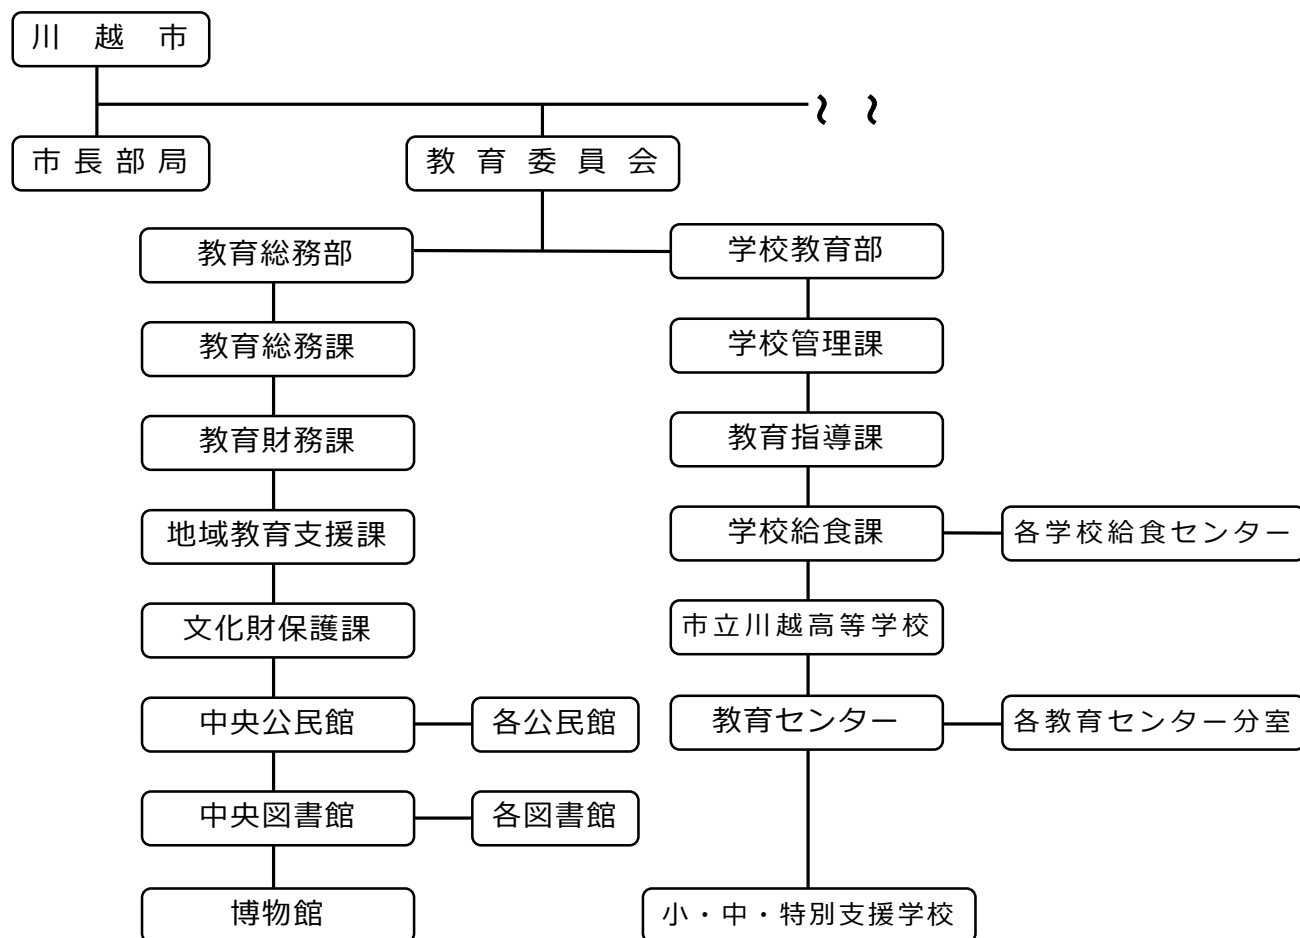 川越市
市長部局
教育委員会
教育総務部
学校教育部
教育総務課
学校管理課
教育財務課
教育指導課
地域教育支援課
学校給食課
各学校給食センター
文化財保護課
市立川越高等学校
中央公民館
各公民館
教育センター
各教育センター分室
中央図書館
各図書館
博物館
小・中・特別支援学校